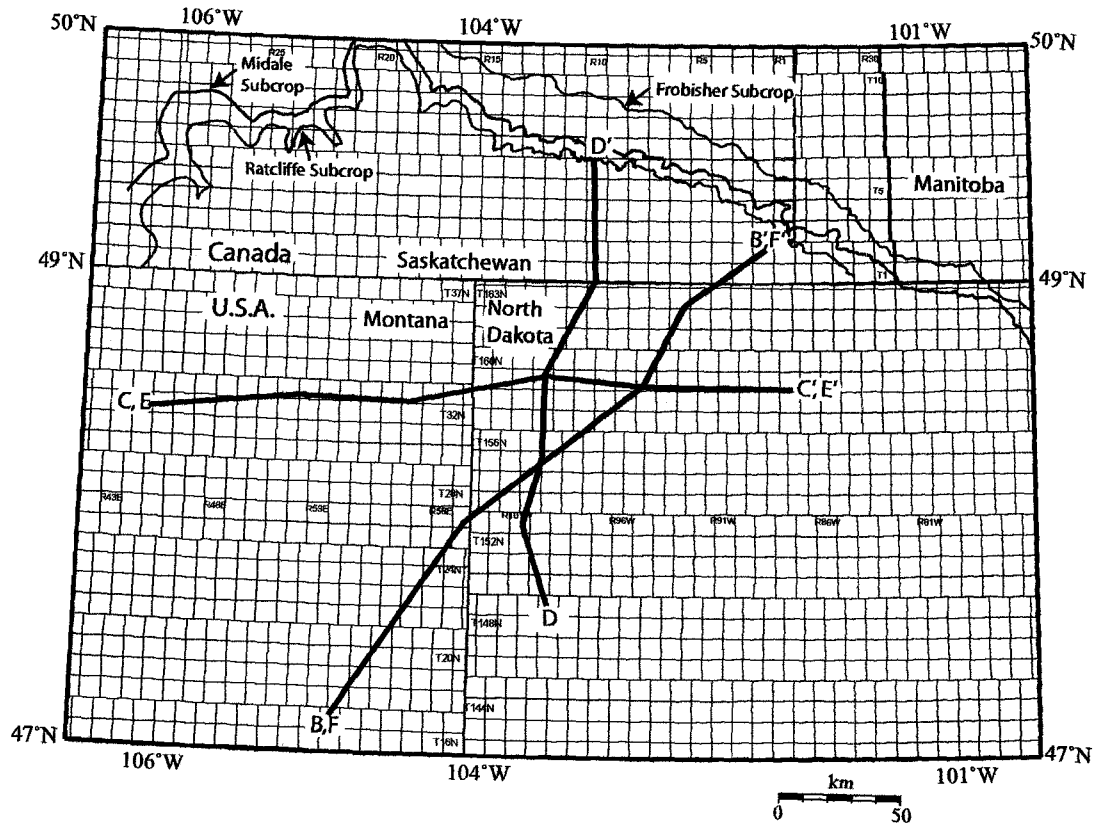 106°W
104°W
101°W
50°N
50°N
R25
R20
R15
R10
R5
R1
R30
T10
Midale
Subcrop
Frobisher Subcrop
D'
Ratcliffe Subcrop
T5
Manitoba
B'F'
Canada
Saskatchewan
49°N
49°N
T1
U.S.A.
T37N
T163N
Montana
North
Dakota
T160N
C, E
C', E'
32N
T156N
R43E
R48E
R53E
R58E
R96W
R91W
R86W
R81W
T152N
T24N
D
T148N
T20N
B,F
T144N
T16N
47°N
47°N
106°W
104°W
101°W
km
0
50